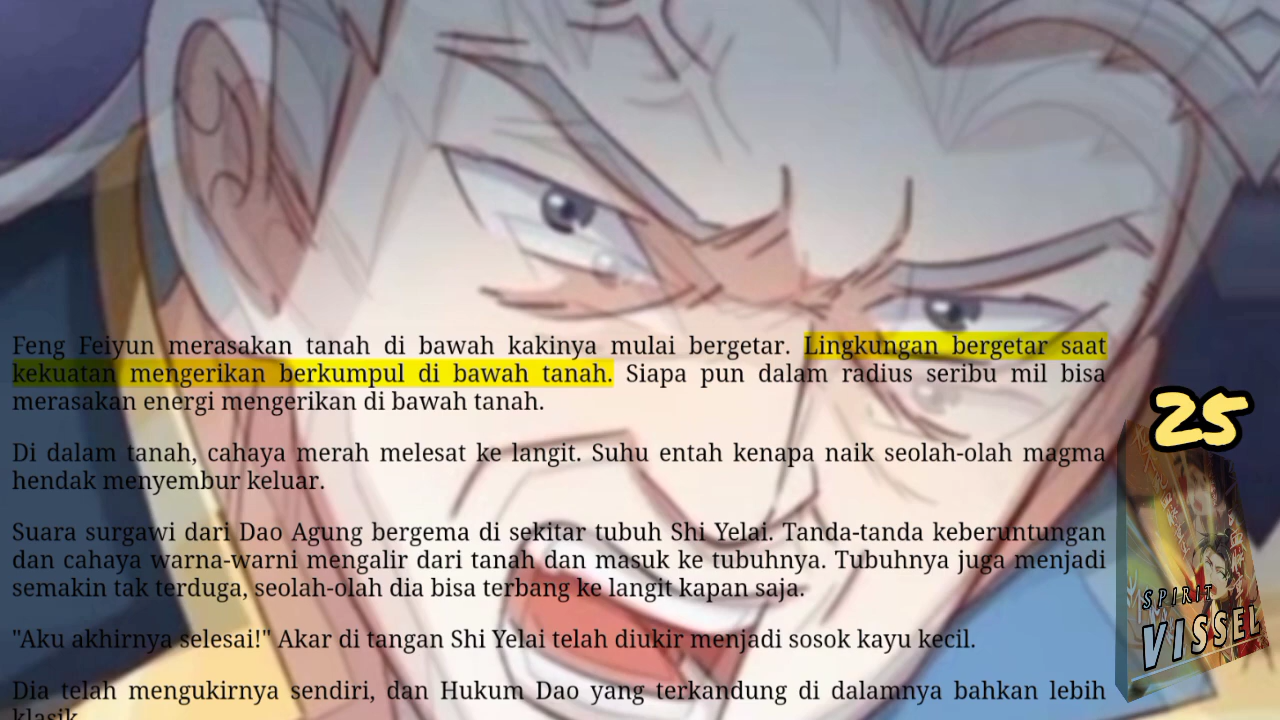 Feng Feiyun merasakan tanah di bawah kakinya mulai bergetar. Lingkungan bergetar saat
kekuatan mengerikan berkumpul di bawah tanah. Siapa pun dalam radius seribu mil bisa
merasakan energi mengerikan di bawah tanah.
Di dalam tanah, cahaya merah melesat ke langit. Suhu entah kenapa naik seolah-olah magma
hendak menyembur keluar.
Suara surgawi dari Dao Agung bergema di sekitar tubuh Shi Yelai. Tanda-tanda keberuntungan
dan cahaya warna-warni mengalir dari tanah dan masuk ke tubuhnya. Tubuhnya juga menjadi
semakin tak terduga, seolah-olah dia bisa terbang ke langit kapan saja.
"Aku akhirnya selesai!" Akar di tangan Shi Yelai telah diukir menjadi sosok kayu kecil.
Dia telah mengukirnya sendiri, dan Hukum Dao yang terkandung di dalamnya bahkan lebih
klasik.
25
SPIRIT
VISSEL